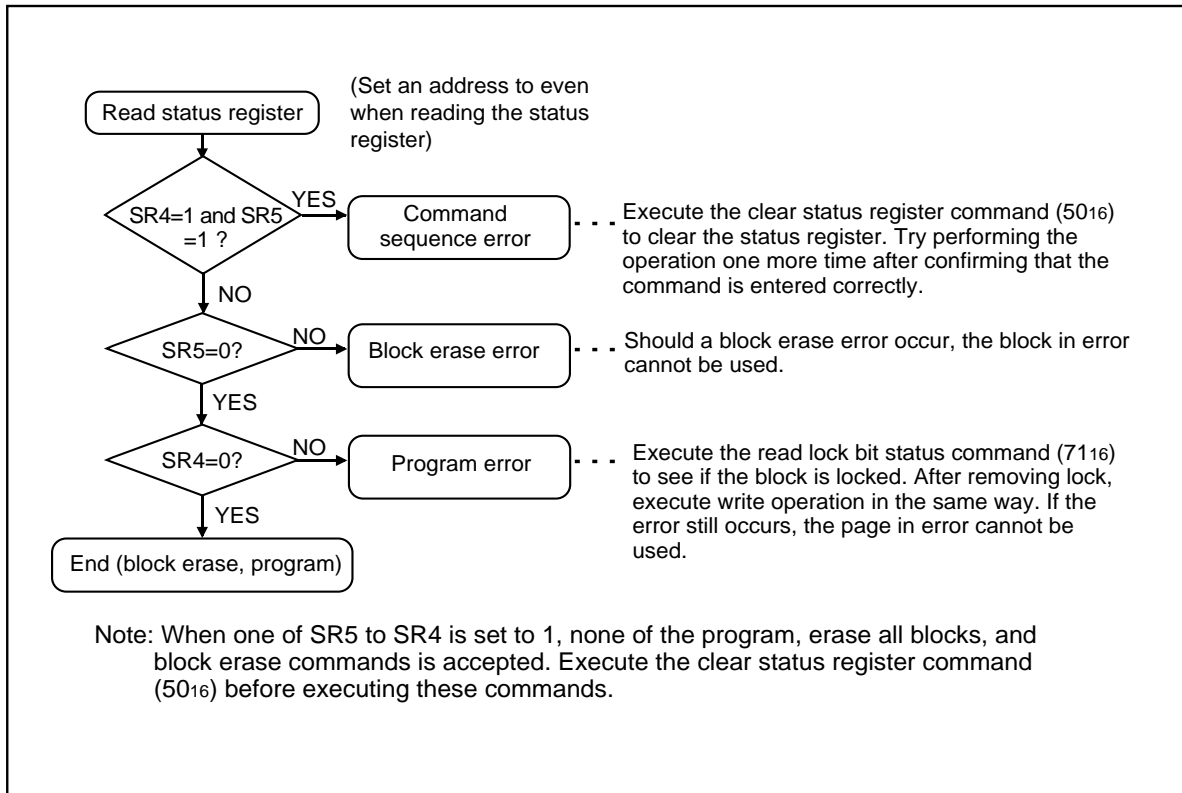 Read status register
(Set an address to even
when reading the status
register)
SR4=1 and SR5
=1 ?
YES
Command
sequence error
Execute the clear status register command (5016)
to clear the status register. Try performing the
operation one more time after confirming that the
command is entered correctly.
NO
SR5=0?
NO
Block erase error
Should a block erase error occur, the block in error
cannot be used.
YES
SR4=0?
NO
Program error
Execute the read lock bit status command (7116)
to see if the block is locked. After removing lock,
execute write operation in the same way. If the
error still occurs, the page in error cannot be
used.
YES
End (block erase, program)
Note: When one of SR5 to SR4 is set to 1, none of the program, erase all blocks, and
block erase commands is accepted. Execute the clear status register command
(5016) before executing these commands.